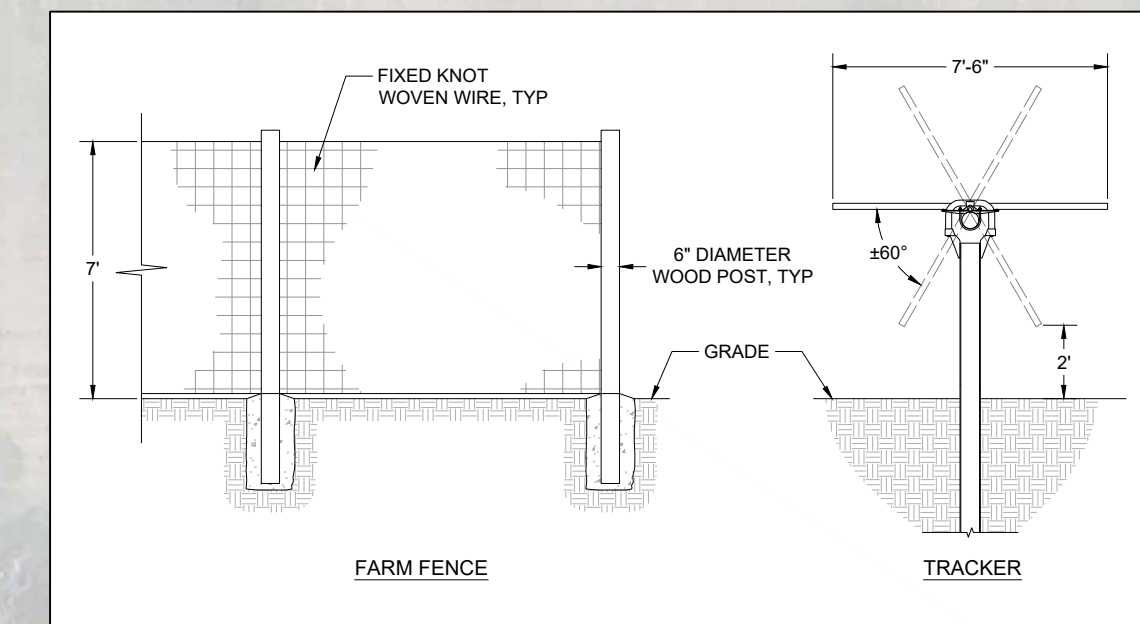 FIXED KNOT
WOVEN WIRE, TYP
7'
6" DIAMETER
WOOD POST, TYP
GRADE
FARM FENCE
7'-6"
±60°
2'
TRACKER